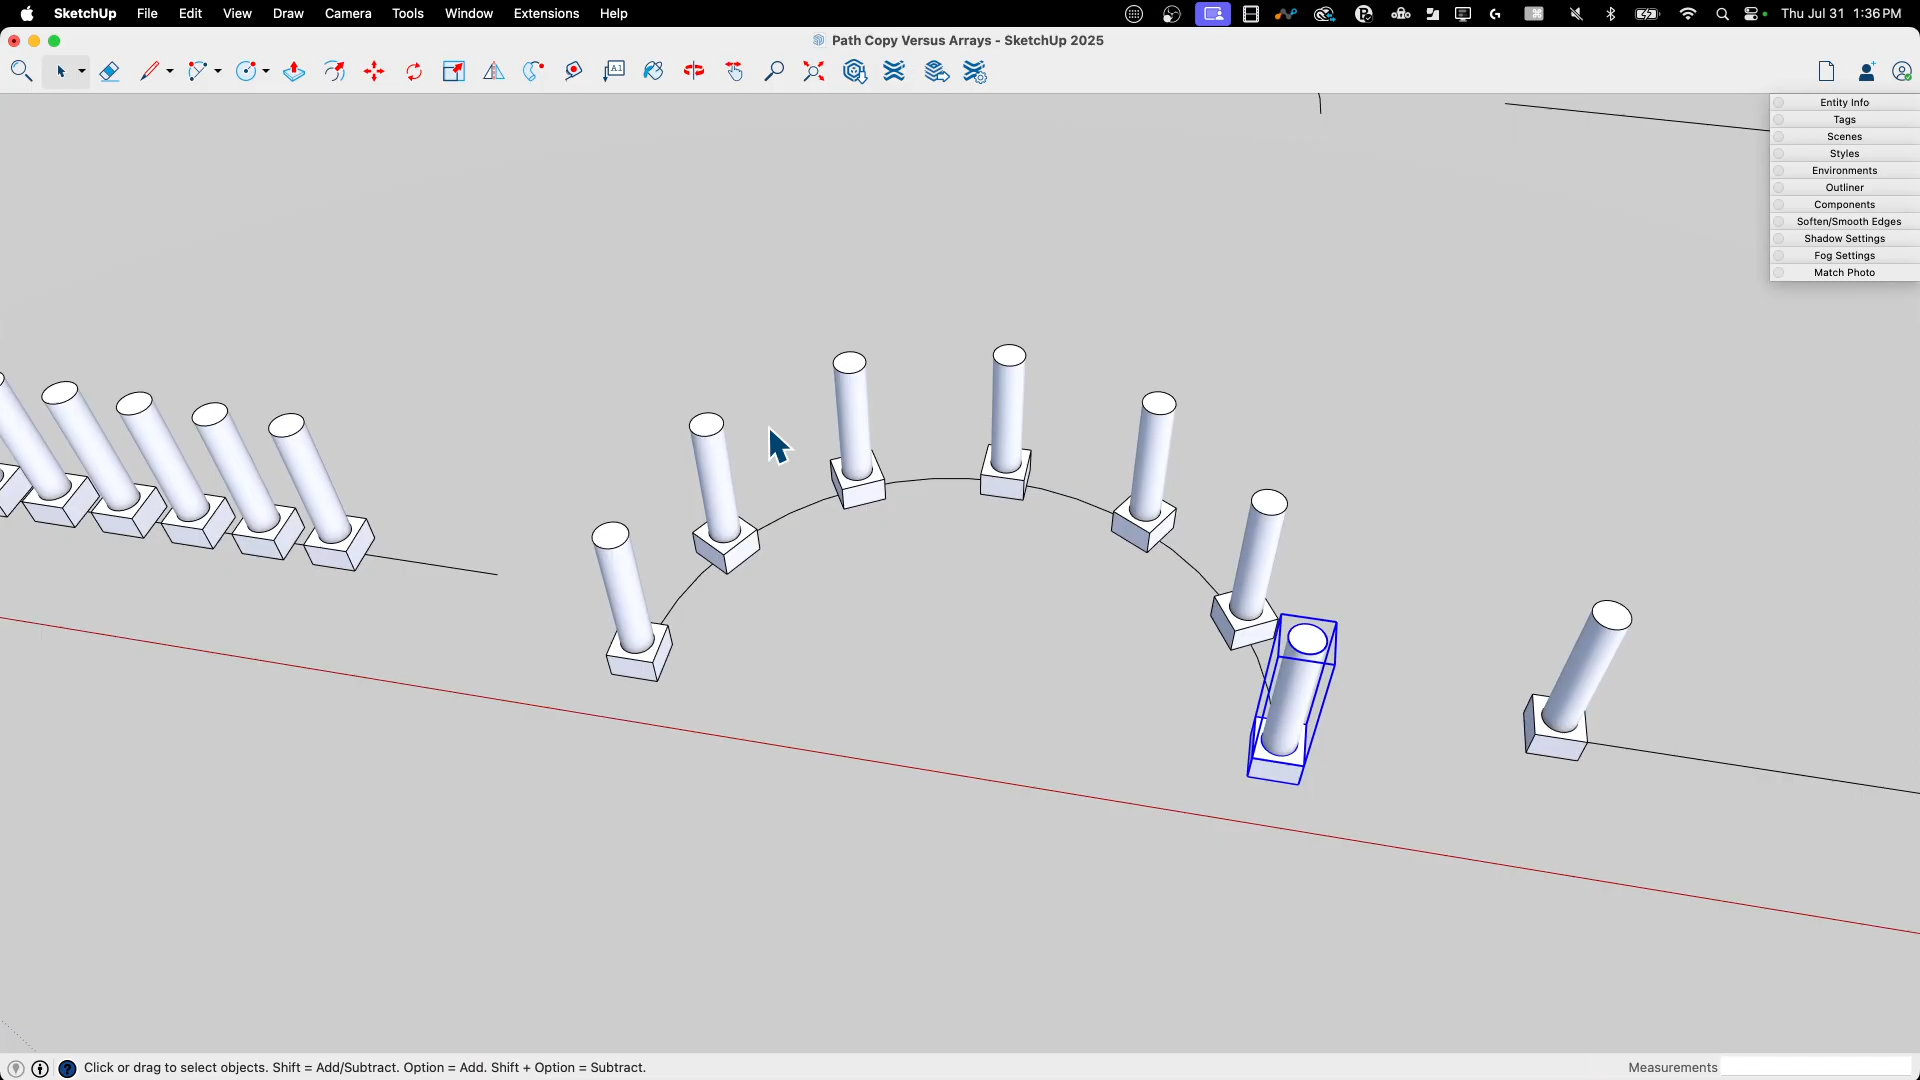 SketchUp File Edit View Draw Camera Tools Window Extensions Help Thu Jul 31 1:36 PM
Path Copy Versus Arrays - SketchUp 2025
A1
Entity Info
Tags
Scenes
Styles
Environments
Outliner
Components
Soften/Smooth Edges
Shadow Settings
Fog Settings
Match Photo
Click or drag to select objects. Shift = Add/Subtract. Option = Add. Shift + Option = Subtract. Measurements